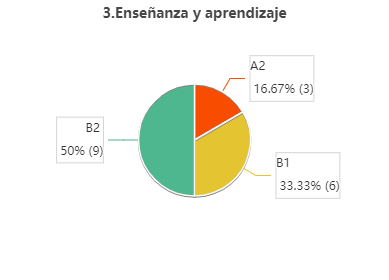 3.Enseñanza y aprendizaje
A2
16.67% (3)
B2
50% (9)
B1
33.33% (6)